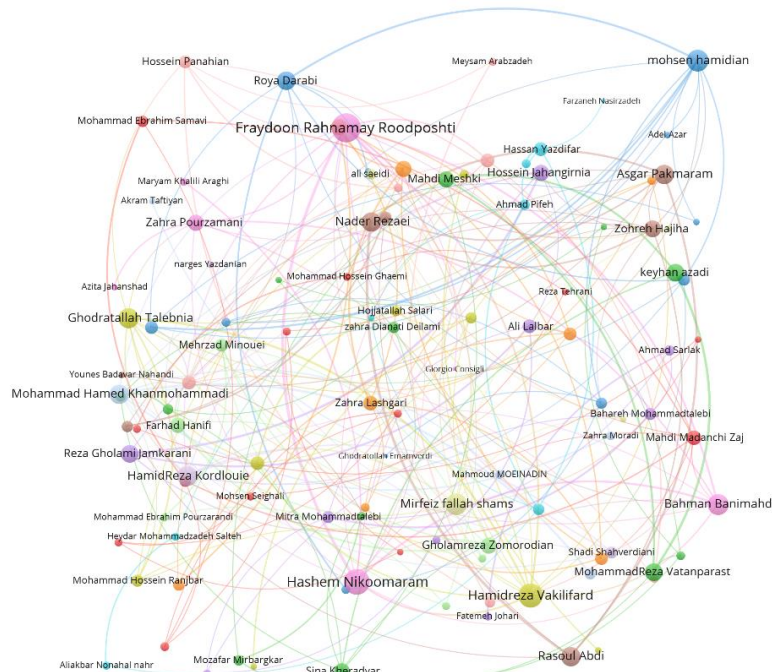 Hossein Panahian
Meysam Arabzadeh
mohsen hamidian
Roya Darabi
Farzaneh Nasirzadeh
Mohammad Ebrahim Samavi
Fraydoon Rahnamay Roodposhti
Adel Azar
Hassan Yazdifar
ali saeidi
Mahdi Meshki
Hossein Jahangirnia
Asgar Pakmaram
Maryam Khalili Araghi
Akram Taftiyan
Ahmad Pifeh
Zahra Pourzamani
Nader Rezaei
Zohreh Hajiha
narges Yazdanian
Mohammad Hossein Ghaemi
keyhan azadi
Azita Jahanshad
Reza Tehrani
Ghodratallah Talebnia
Hojjatallah Salari
zahra Dianati Deilami
Ali Lalbar
Mehrzad Minouei
Ahmad Sarlak
Younes Badavar Nahandi
Giorgio Consigli
Mohammad Hamed Khanmohammadi
Zahra Lashgari
Bahareh Mohammadtalebi
Farhad Hanifi
Zahra Moradi
Mahdi Madanchi Zaj
Reza Gholami Jamkarani
Ghodratollah Emamverdi
HamidReza Kordlouie
Mahmoud MOEINADIN
Mohsen Seighali
Mirfeiz fallah shams
Bahman Banimahd
Mohammad Ebrahim Pourzarandi
Mitra Mohammadtalebi
Heydar Mohammadzadeh Salteh
Gholamreza Zomorodian
Shadi Shahverdiani
MohammadReza Vatanparast
Mohammad Hossein Ranjbar
Hashem Nikoomaram
Hamidreza Vakilifard
Fatemeh Johari
Rasoul Abdi
Aliakbar Nonahal nahr
Mozafar Mirbargkar
Sina Kheradyar